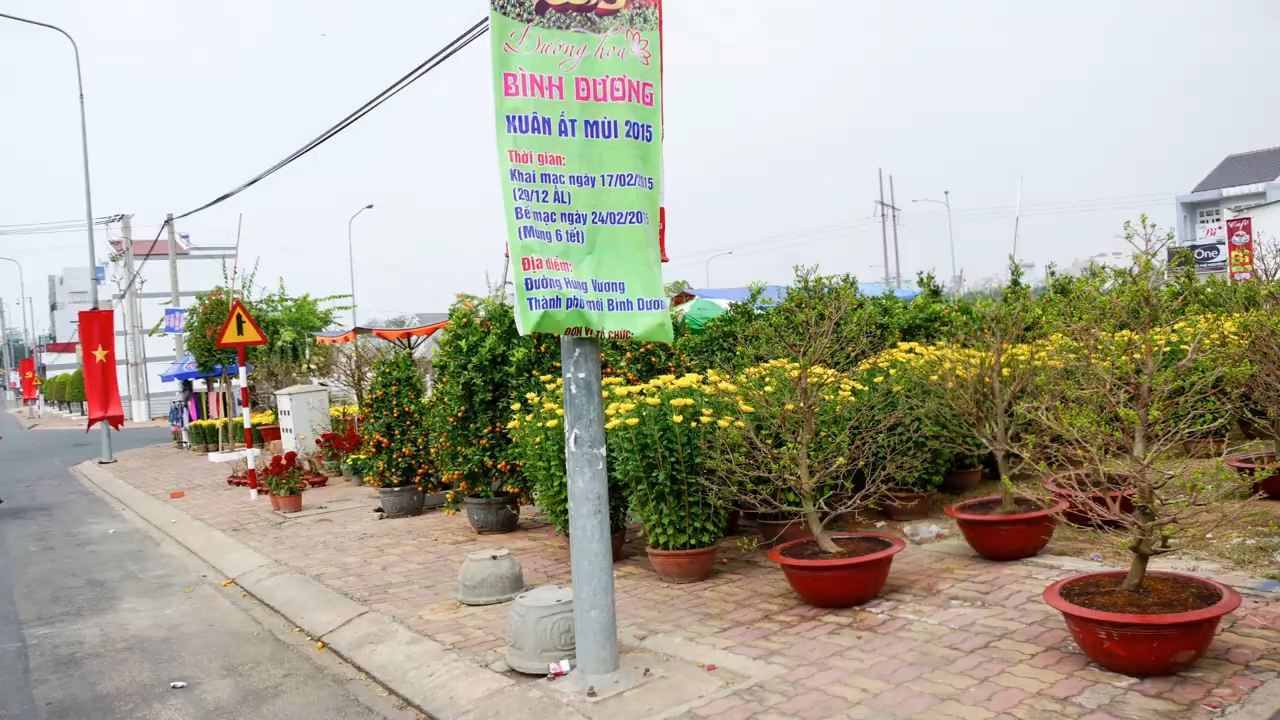 Đường hoa
BÌNH DƯƠNG
XUÂN ẤT MÙI 2015
Thời gian:
Khai mạc ngày 17/02/2015
(29/12 ÂL)
Bế mạc ngày 24/02/2015
(Mùng 6 tết)
Địa điểm:
Đường Hùng Vương
Thành phố mới Bình Dươn
ĐƠN VỊ TỔ CHỨC:
One
Café